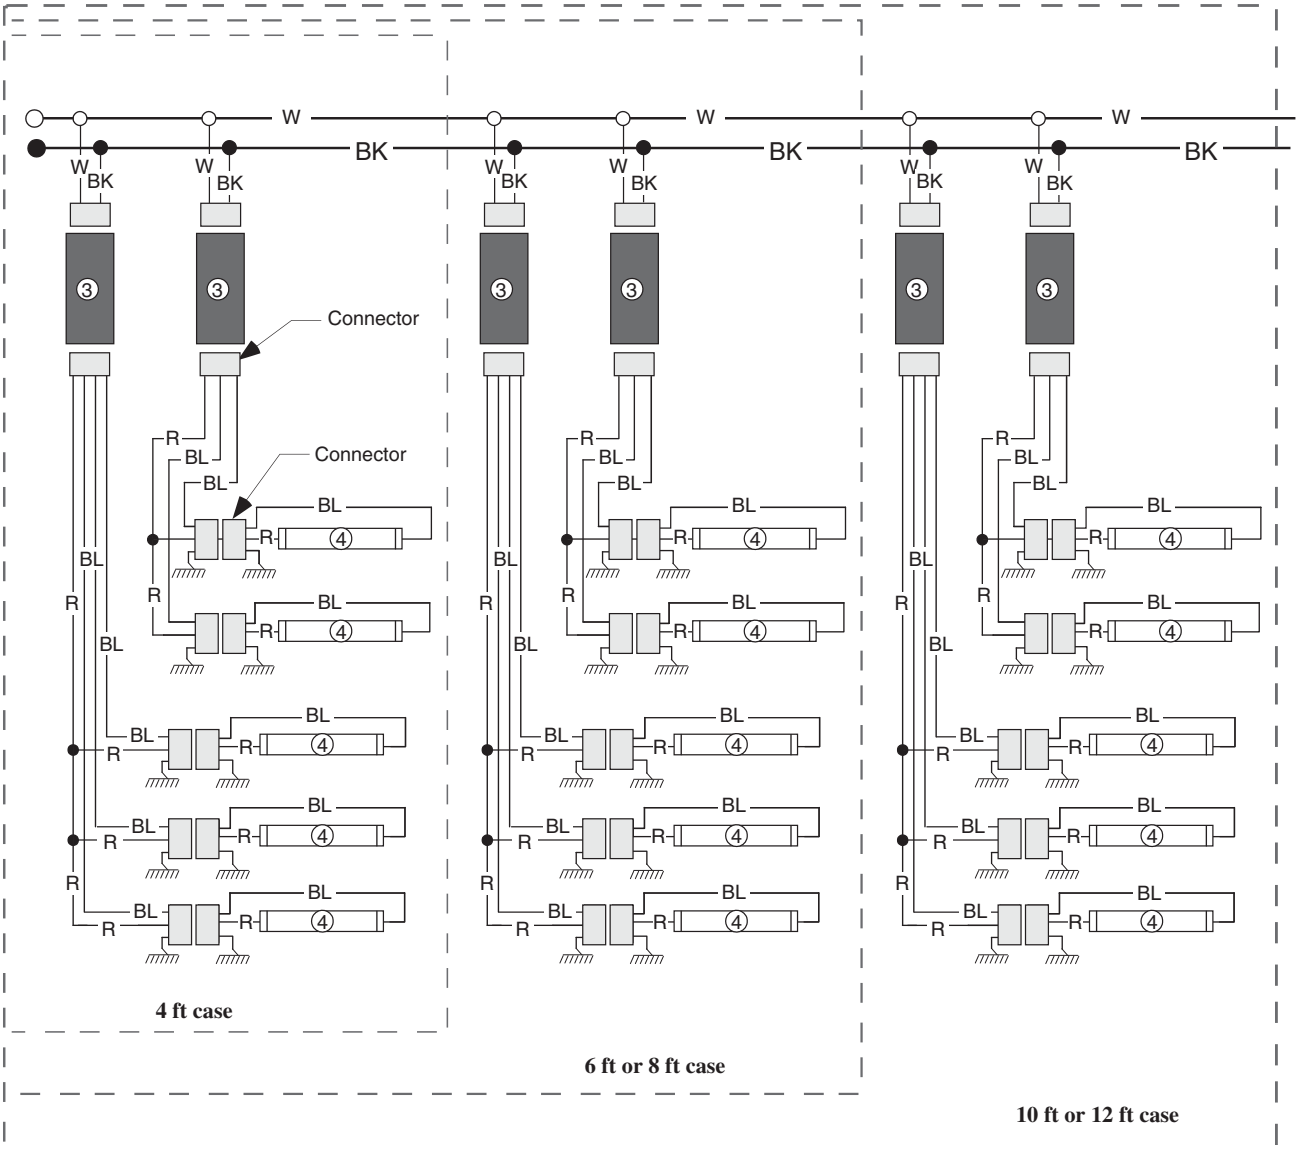 W W W
BK BK BK
W W W W W W
BK BK BK BK BK BK
3 3 3 3 3 3
Connector
R R R
BL Connector BL BL
BL BL BL
BL BL BL
R 4 R 4 R 4
BL BL BL
R R BL R R BL R R BL
R 4 R 4 R 4
BL BL BL
BL BL BL
BL R 4 BL R 4 BL R 4
R R R
BL BL BL
BL R 4 BL R 4 BL R 4
R R R
R BL R BL R BL
BL R 4 BL R 4 BL R 4
R R R
4 ft case
6 ft or 8 ft case
10 ft or 12 ft case